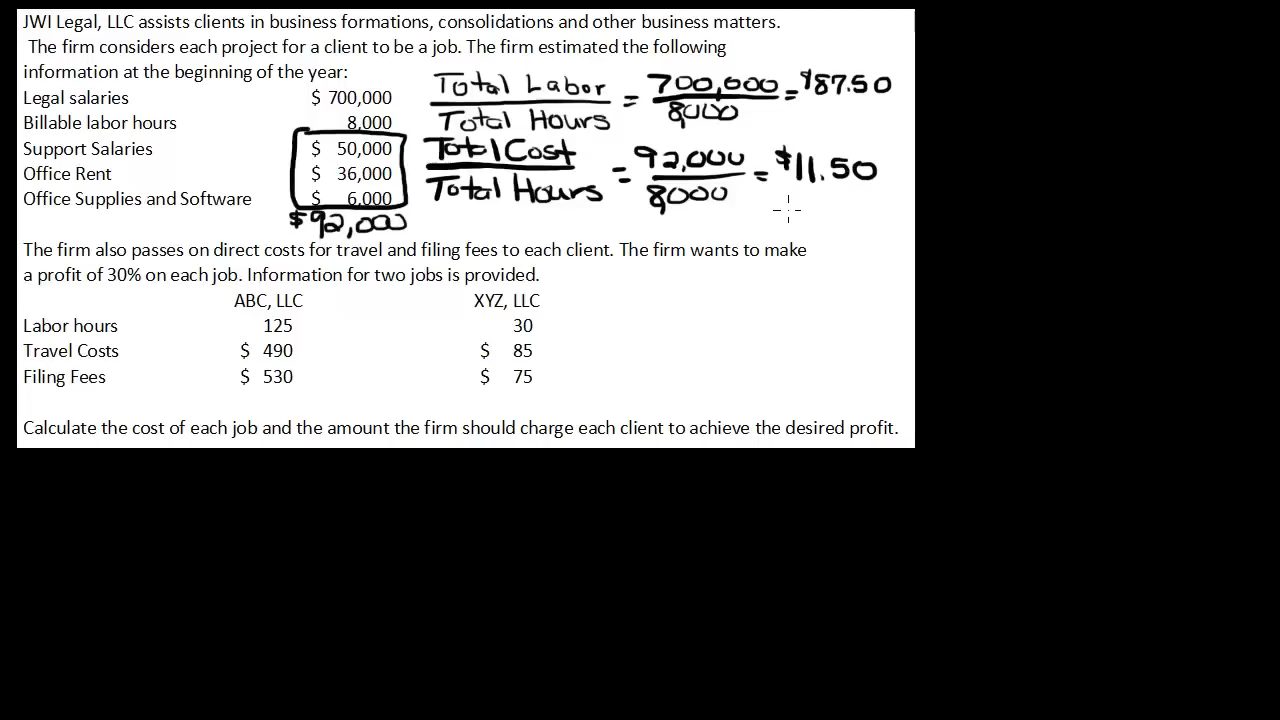 JWI Legal, LLC assists clients in business formations, consolidations and other business matters.
The firm considers each project for a client to be a job. The firm estimated the following
information at the beginning of the year:
Legal salaries $ 700,000 Total Labor / Total Hours = 700,000 / 8000 = $87.50
Billable labor hours 8,000
Support Salaries $ 50,000 Total Cost / Total Hours = 92,000 / 8000 = $11.50
Office Rent $ 36,000
Office Supplies and Software $ 6,000
$92,000
The firm also passes on direct costs for travel and filing fees to each client. The firm wants to make
a profit of 30% on each job. Information for two jobs is provided.
ABC, LLC XYZ, LLC
Labor hours 125 30
Travel Costs $ 490 $ 85
Filing Fees $ 530 $ 75
Calculate the cost of each job and the amount the firm should charge each client to achieve the desired profit.